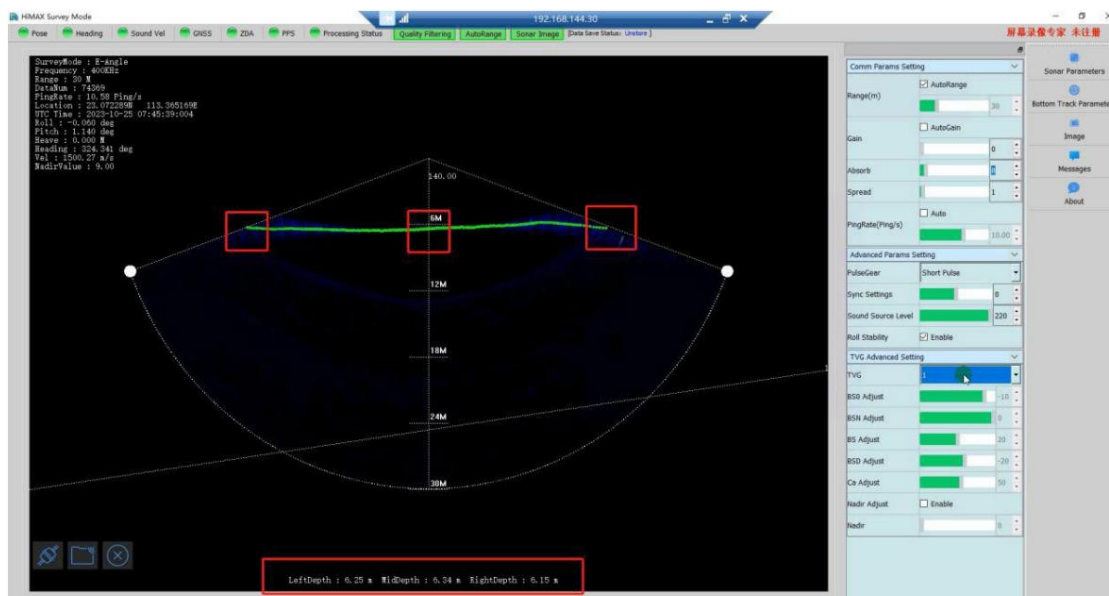 HiMAX Survey Mode
192.168.144.30
Pose Heading Sound Vel GNSS ZDA PPS Processing Status Quality Filtering AutoRange Sonar Image [Data Save Status: Unstore ]
屏幕录像专家 未注册
SurveyMode : E-Angle
Frequency : 400KHz
Range : 30 M
DataNum : 74369
PingRate : 10.58 Ping/s
Location : 23.072289N 113.365169E
UTC Time : 2023-10-25 07:45:39:004
Roll : -0.060 deg
Pitch : 1.140 deg
Heave : 0.000 M
Heading : 324.341 deg
Vel : 1500.27 m/s
NadirValue : 9.00
140.00
6M
12M
18M
24M
30M
1
LeftDepth : 6.25 m MidDepth : 6.34 m RightDepth : 6.15 m
Comm Params Setting
Range(m)
AutoRange
30
Gain
AutoGain
0
Absorb
Spread
1
PingRate(Ping/s)
Auto
10.00
Advanced Params Setting
PulseGear Short Pulse
Sync Settings 0
Sound Source Level 220
Roll Stability Enable
TVG Advanced Setting
TVG 1
BS0 Adjust -10
BSN Adjust 0
BS Adjust 20
BSD Adjust -20
Ca Adjust 50
Nadir Adjust Enable
Nadir 0
Sonar Parameters
Bottom Track Paramete
Image
Messages
About